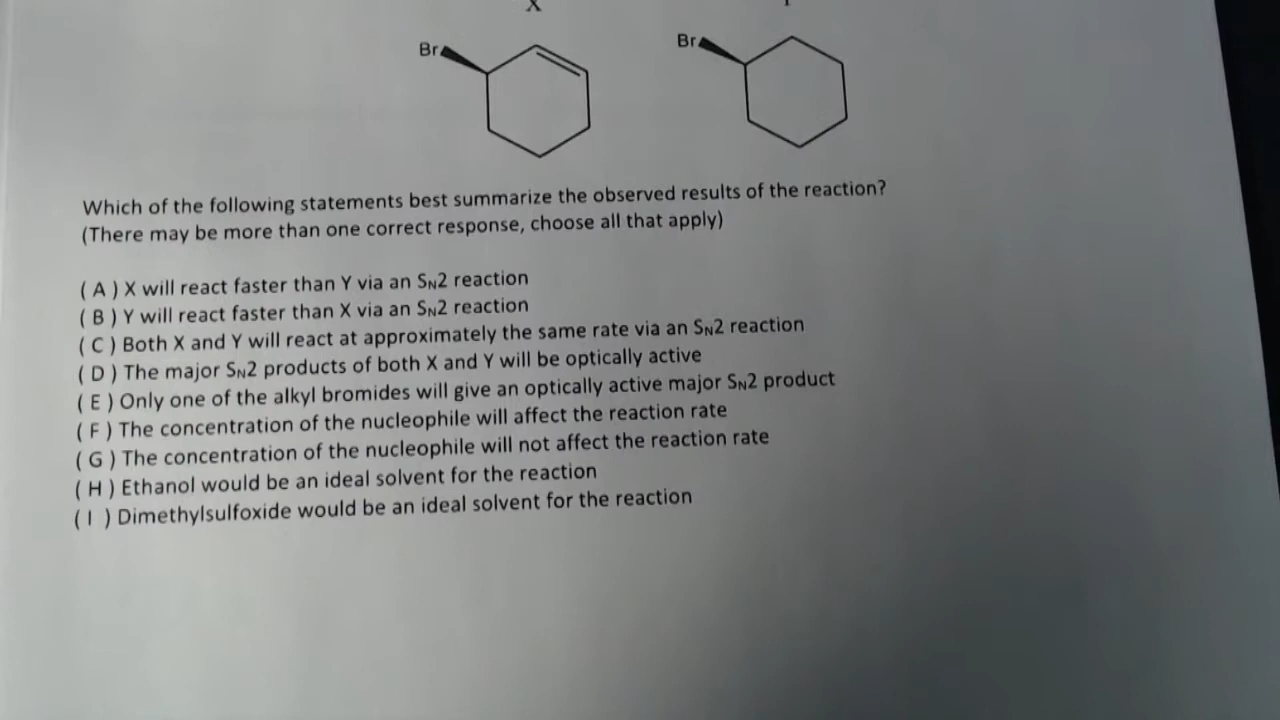 X
Br
Br
Which of the following statements best summarize the observed results of the reaction?
(There may be more than one correct response, choose all that apply)
( A ) X will react faster than Y via an SN2 reaction
( B ) Y will react faster than X via an SN2 reaction
( C ) Both X and Y will react at approximately the same rate via an SN2 reaction
( D ) The major SN2 products of both X and Y will be optically active
( E ) Only one of the alkyl bromides will give an optically active major SN2 product
( F ) The concentration of the nucleophile will affect the reaction rate
( G ) The concentration of the nucleophile will not affect the reaction rate
( H ) Ethanol would be an ideal solvent for the reaction
( I ) Dimethylsulfoxide would be an ideal solvent for the reaction